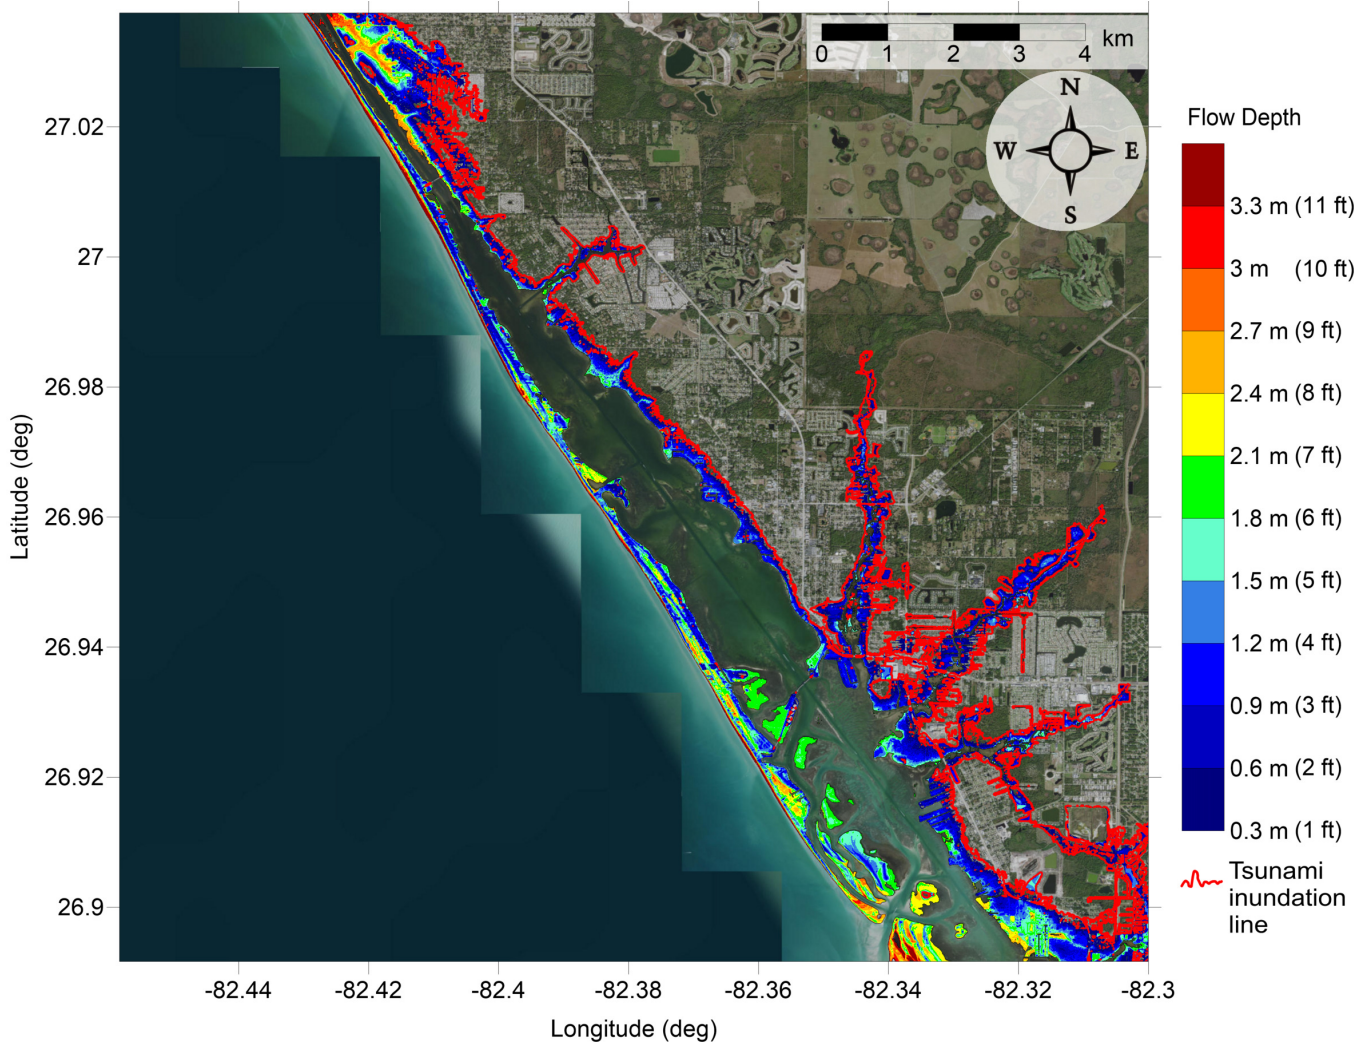 0 1 2 3 4 km
N
W E
S
Flow Depth
3.3 m (11 ft)
3 m (10 ft)
2.7 m (9 ft)
2.4 m (8 ft)
2.1 m (7 ft)
1.8 m (6 ft)
1.5 m (5 ft)
1.2 m (4 ft)
0.9 m (3 ft)
0.6 m (2 ft)
0.3 m (1 ft)
Tsunami
inundation
line
Latitude (deg)
27.02
27
26.98
26.96
26.94
26.92
26.9
-82.44 -82.42 -82.4 -82.38 -82.36 -82.34 -82.32 -82.3
Longitude (deg)